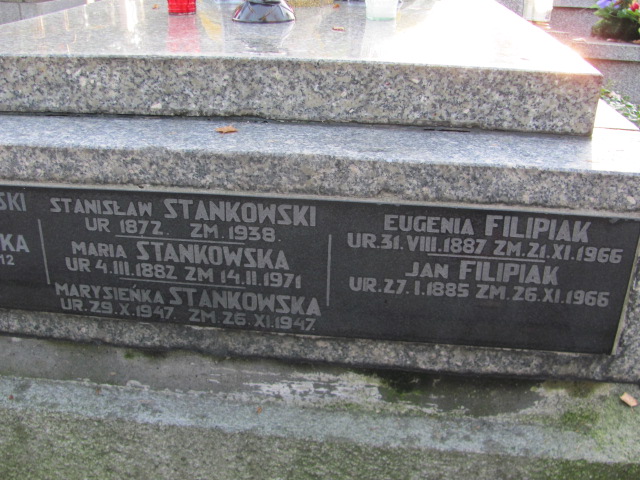 STANISŁAW STANKOWSKI
UR 1872. ZM. 1938.
MARIA STANKOWSKA
UR 4.III.1882 ZM 14.II.1971
MARYSIEŃKA STANKOWSKA
UR.29.X.1947. ZM. 26.XI.1947
EUGENIA FILIPIAK
UR.31.VIII.1887 ZM.21.XI.1966
JAN FILIPIAK
UR.27.I.1885 ZM.26.XI.1966